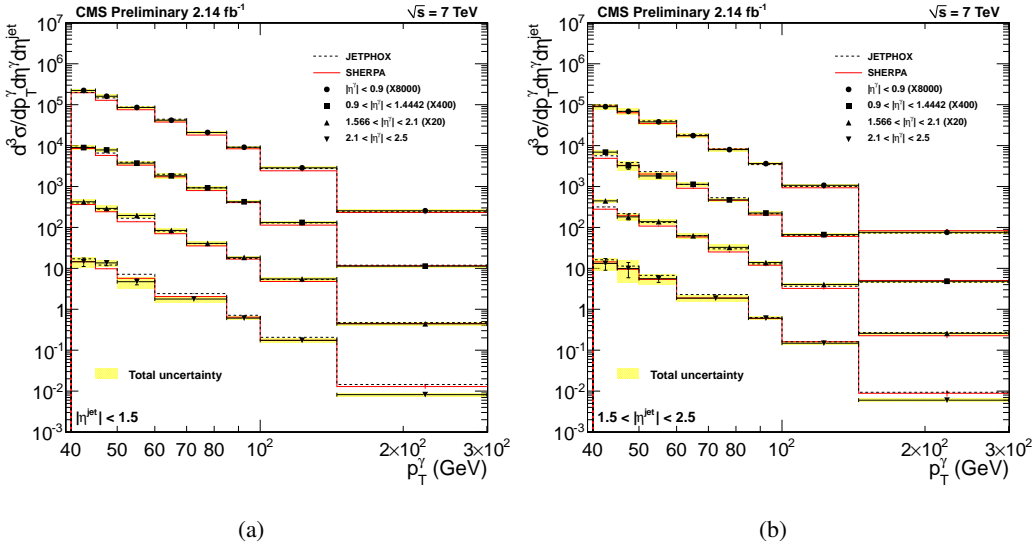 CMS Preliminary 2.14 fb⁻¹
√s = 7 TeV
d³σ/dp_T^γ dη^γ dη^jet
10⁷
10⁶
10⁵
10⁴
10³
10²
10
1
10⁻¹
10⁻²
10⁻³
JETPHOX
SHERPA
|η^γ| < 0.9 (X8000)
0.9 < |η^γ| < 1.4442 (X400)
1.566 < |η^γ| < 2.1 (X20)
2.1 < |η^γ| < 2.5
Total uncertainty
|η^jet| < 1.5
40 50 60 70 80 10² 2×10² 3×10²
p_T^γ (GeV)
(a)
CMS Preliminary 2.14 fb⁻¹
√s = 7 TeV
d³σ/dp_T^γ dη^γ dη^jet
10⁷
10⁶
10⁵
10⁴
10³
10²
10
1
10⁻¹
10⁻²
10⁻³
JETPHOX
SHERPA
|η^γ| < 0.9 (X8000)
0.9 < |η^γ| < 1.4442 (X400)
1.566 < |η^γ| < 2.1 (X20)
2.1 < |η^γ| < 2.5
Total uncertainty
1.5 < |η^jet| < 2.5
40 50 60 70 80 10² 2×10² 3×10²
p_T^γ (GeV)
(b)